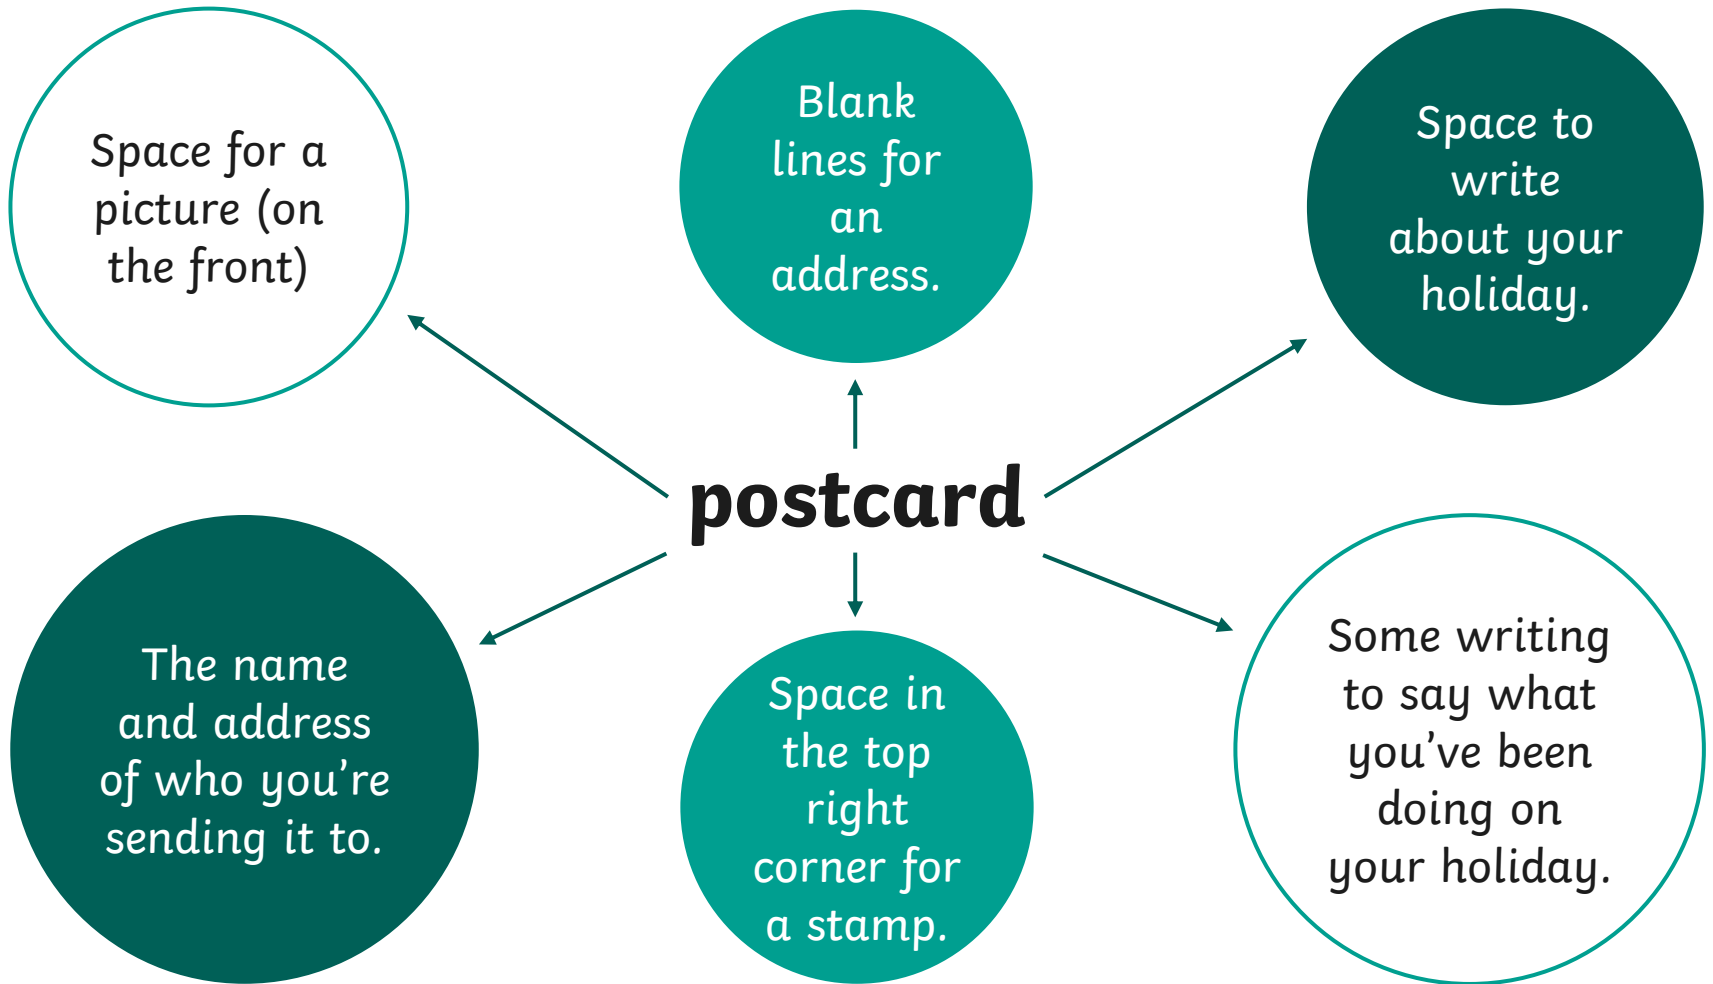 Space for a
picture (on
the front)
Blank
lines for
an
address.
Space to
write
about your
holiday.
postcard
The name
and address
of who you're
sending it to.
Space in
the top
right
corner for
a stamp.
Some writing
to say what
you've been
doing on
your holiday.